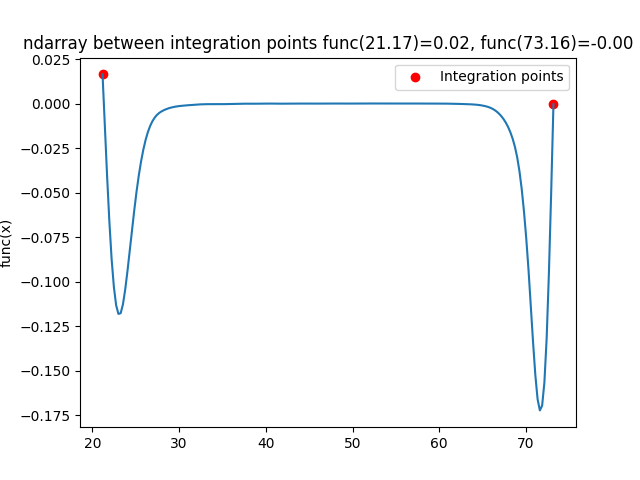 ndarray between integration points func(21.17)=0.02, func(73.16)=-0.00
Integration points
func(x)
0.025
0.000
−0.025
−0.050
−0.075
−0.100
−0.125
−0.150
−0.175
20 30 40 50 60 70